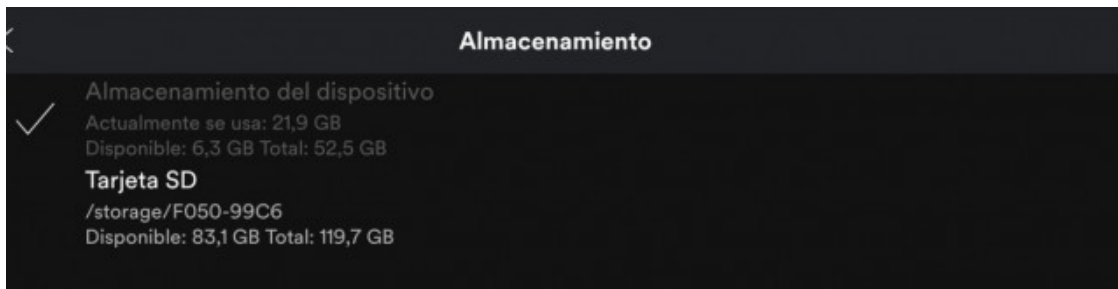 Almacenamiento
Almacenamiento del dispositivo
Actualmente se usa: 21,9 GB
Disponible: 6,3 GB Total: 52,5 GB
Tarjeta SD
/storage/F050-99C6
Disponible: 83,1 GB Total: 119,7 GB